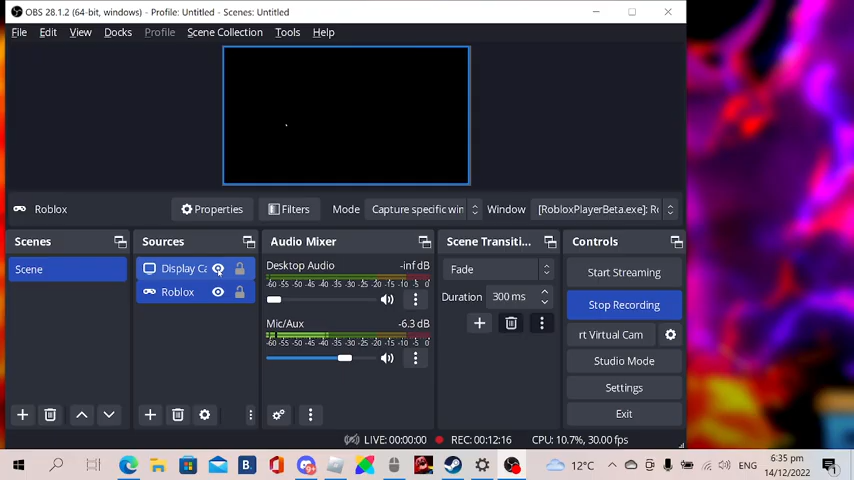 OBS 28.1.2 (64-bit, windows) - Profile: Untitled - Scenes: Untitled
File Edit View Docks Profile Scene Collection Tools Help
Roblox Properties Filters Mode Capture specific win Window [RobloxPlayerBeta.exe]: Ro
Scenes Sources Audio Mixer Scene Transiti... Controls
Scene
Display Ca
Roblox
Desktop Audio -inf dB
-60 -55 -50 -45 -40 -35 -30 -25 -20 -15 -10 -5 0
Mic/Aux -6.3 dB
-60 -55 -50 -45 -40 -35 -30 -25 -20 -15 -10 -5 0
Fade
Duration 300 ms
Start Streaming
Stop Recording
rt Virtual Cam
Studio Mode
Settings
Exit
LIVE: 00:00:00 REC: 00:12:16 CPU: 10.7%, 30.00 fps
B.
12°C ENG 6:35 pm
14/12/2022